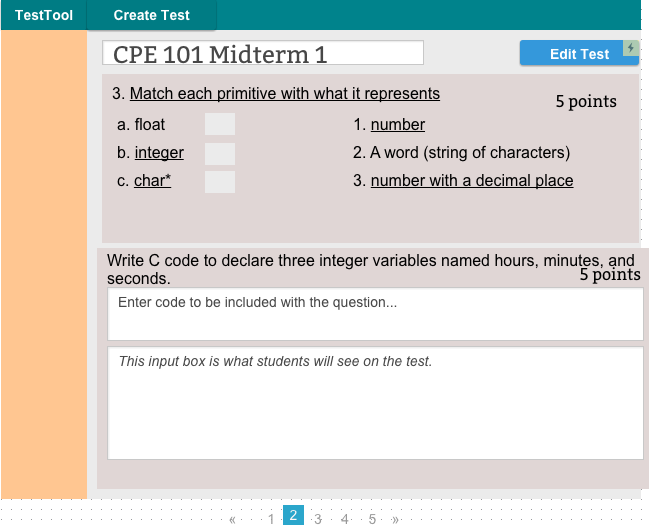 TestTool Create Test
CPE 101 Midterm 1
Edit Test
3. Match each primitive with what it represents
5 points
a. float 1. number
b. integer 2. A word (string of characters)
c. char* 3. number with a decimal place
Write C code to declare three integer variables named hours, minutes, and
seconds.
5 points
Enter code to be included with the question...
This input box is what students will see on the test.
« 1 2 3 4 5 »